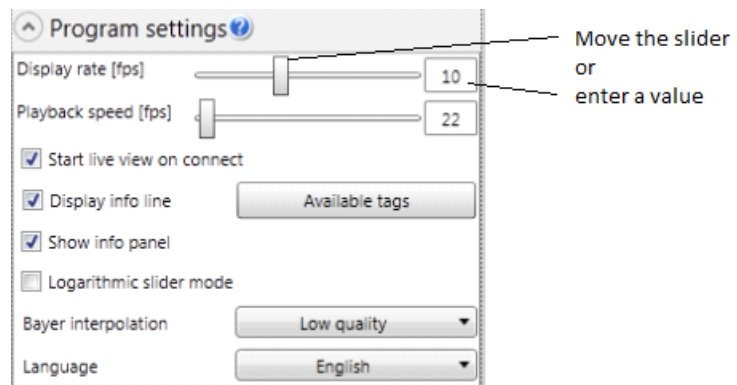 Program settings?
Display rate [fps] 10
Playback speed [fps] 22
Start live view on connect
Display info line Available tags
Show info panel
Logarithmic slider mode
Bayer interpolation Low quality
Language English
Move the slider
or
enter a value